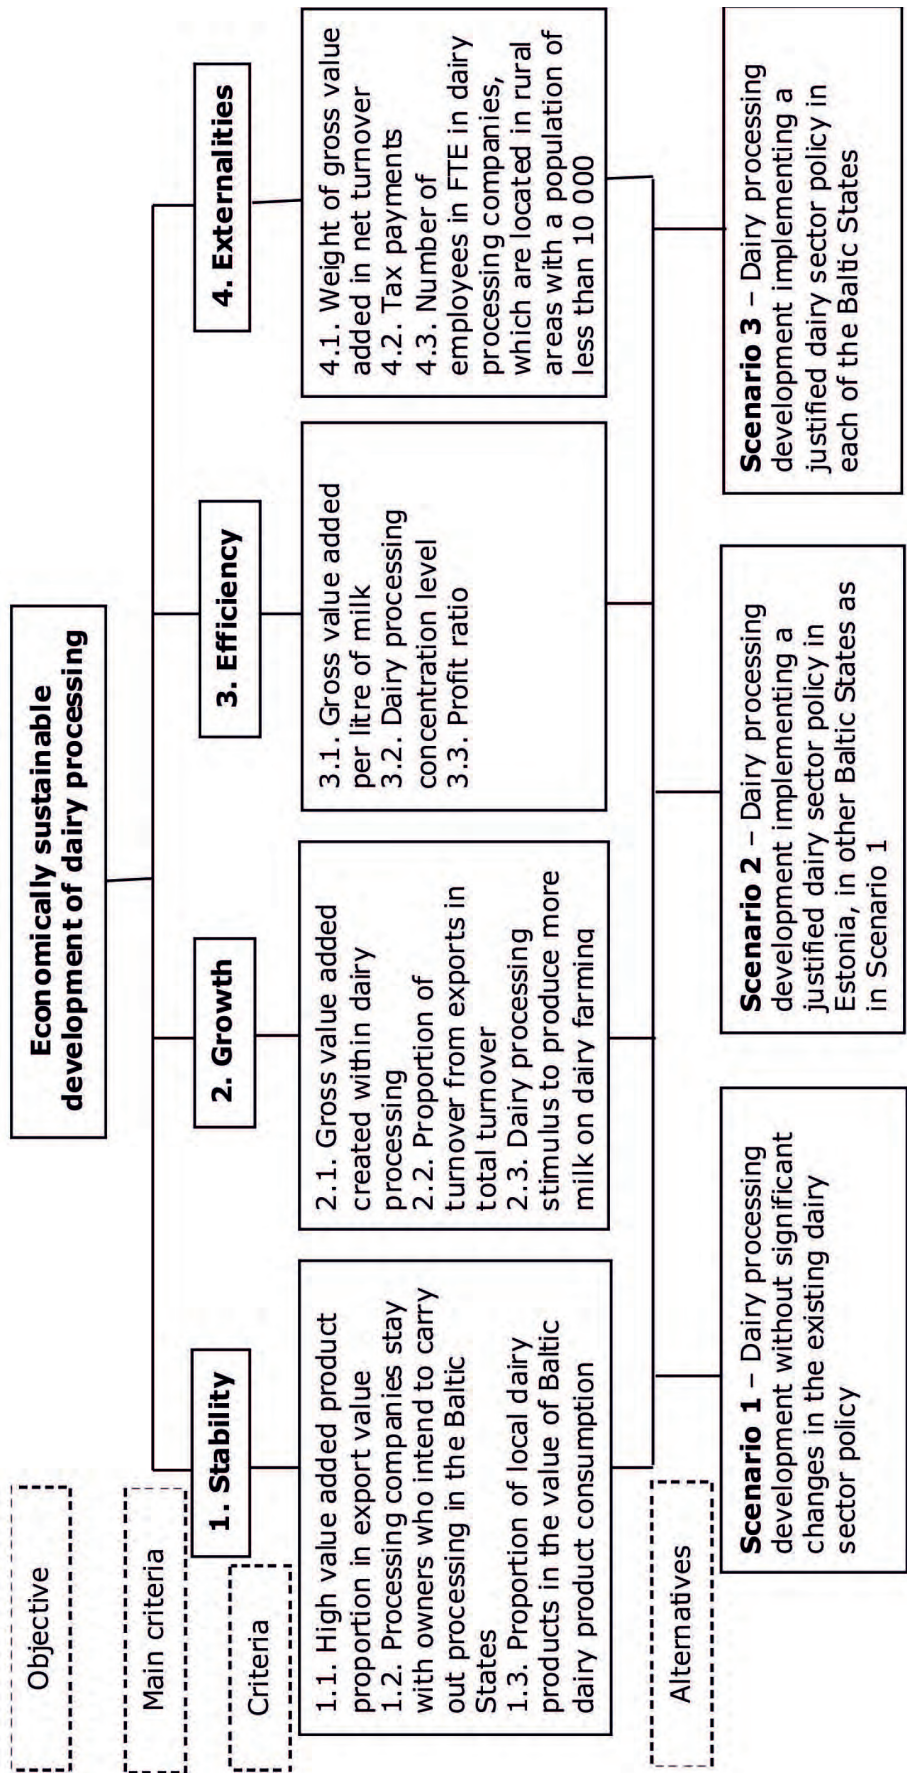 Objective
Economically sustainable
development of dairy processing
Main criteria
1. Stability
2. Growth
3. Efficiency
4. Externalities
Criteria
1.1. High value added product
proportion in export value
1.2. Processing companies stay
with owners who intend to carry
out processing in the Baltic
States
1.3. Proportion of local dairy
products in the value of Baltic
dairy product consumption
2.1. Gross value added
created within dairy
processing
2.2. Proportion of
turnover from exports in
total turnover
2.3. Dairy processing
stimulus to produce more
milk on dairy farming
3.1. Gross value added
per litre of milk
3.2. Dairy processing
concentration level
3.3. Profit ratio
4.1. Weight of gross value
added in net turnover
4.2. Tax payments
4.3. Number of
employees in FTE in dairy
processing companies,
which are located in rural
areas with a population of
less than 10 000
Alternatives
Scenario 1 – Dairy processing
development without significant
changes in the existing dairy
sector policy
Scenario 2 – Dairy processing
development implementing a
justified dairy sector policy in
Estonia, in other Baltic States as
in Scenario 1
Scenario 3 – Dairy processing
development implementing a
justified dairy sector policy in
each of the Baltic States